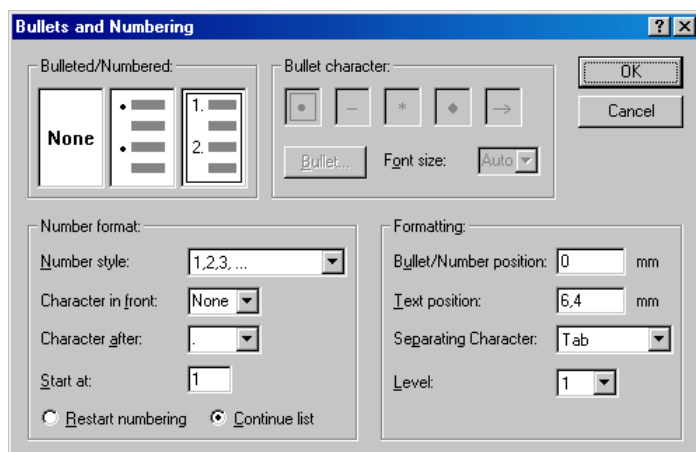 Bullets and Numbering
Bulleted/Numbered:
None
1.
2.
Bullet character:
Bullet...
Font size:
Auto
OK
Cancel
Number format:
Number style:
1,2,3, ...
Character in front:
None
Character after:
.
Start at:
1
Restart numbering
Continue list
Formatting:
Bullet/Number position:
0
mm
Text position:
6,4
mm
Separating Character:
Tab
Level:
1